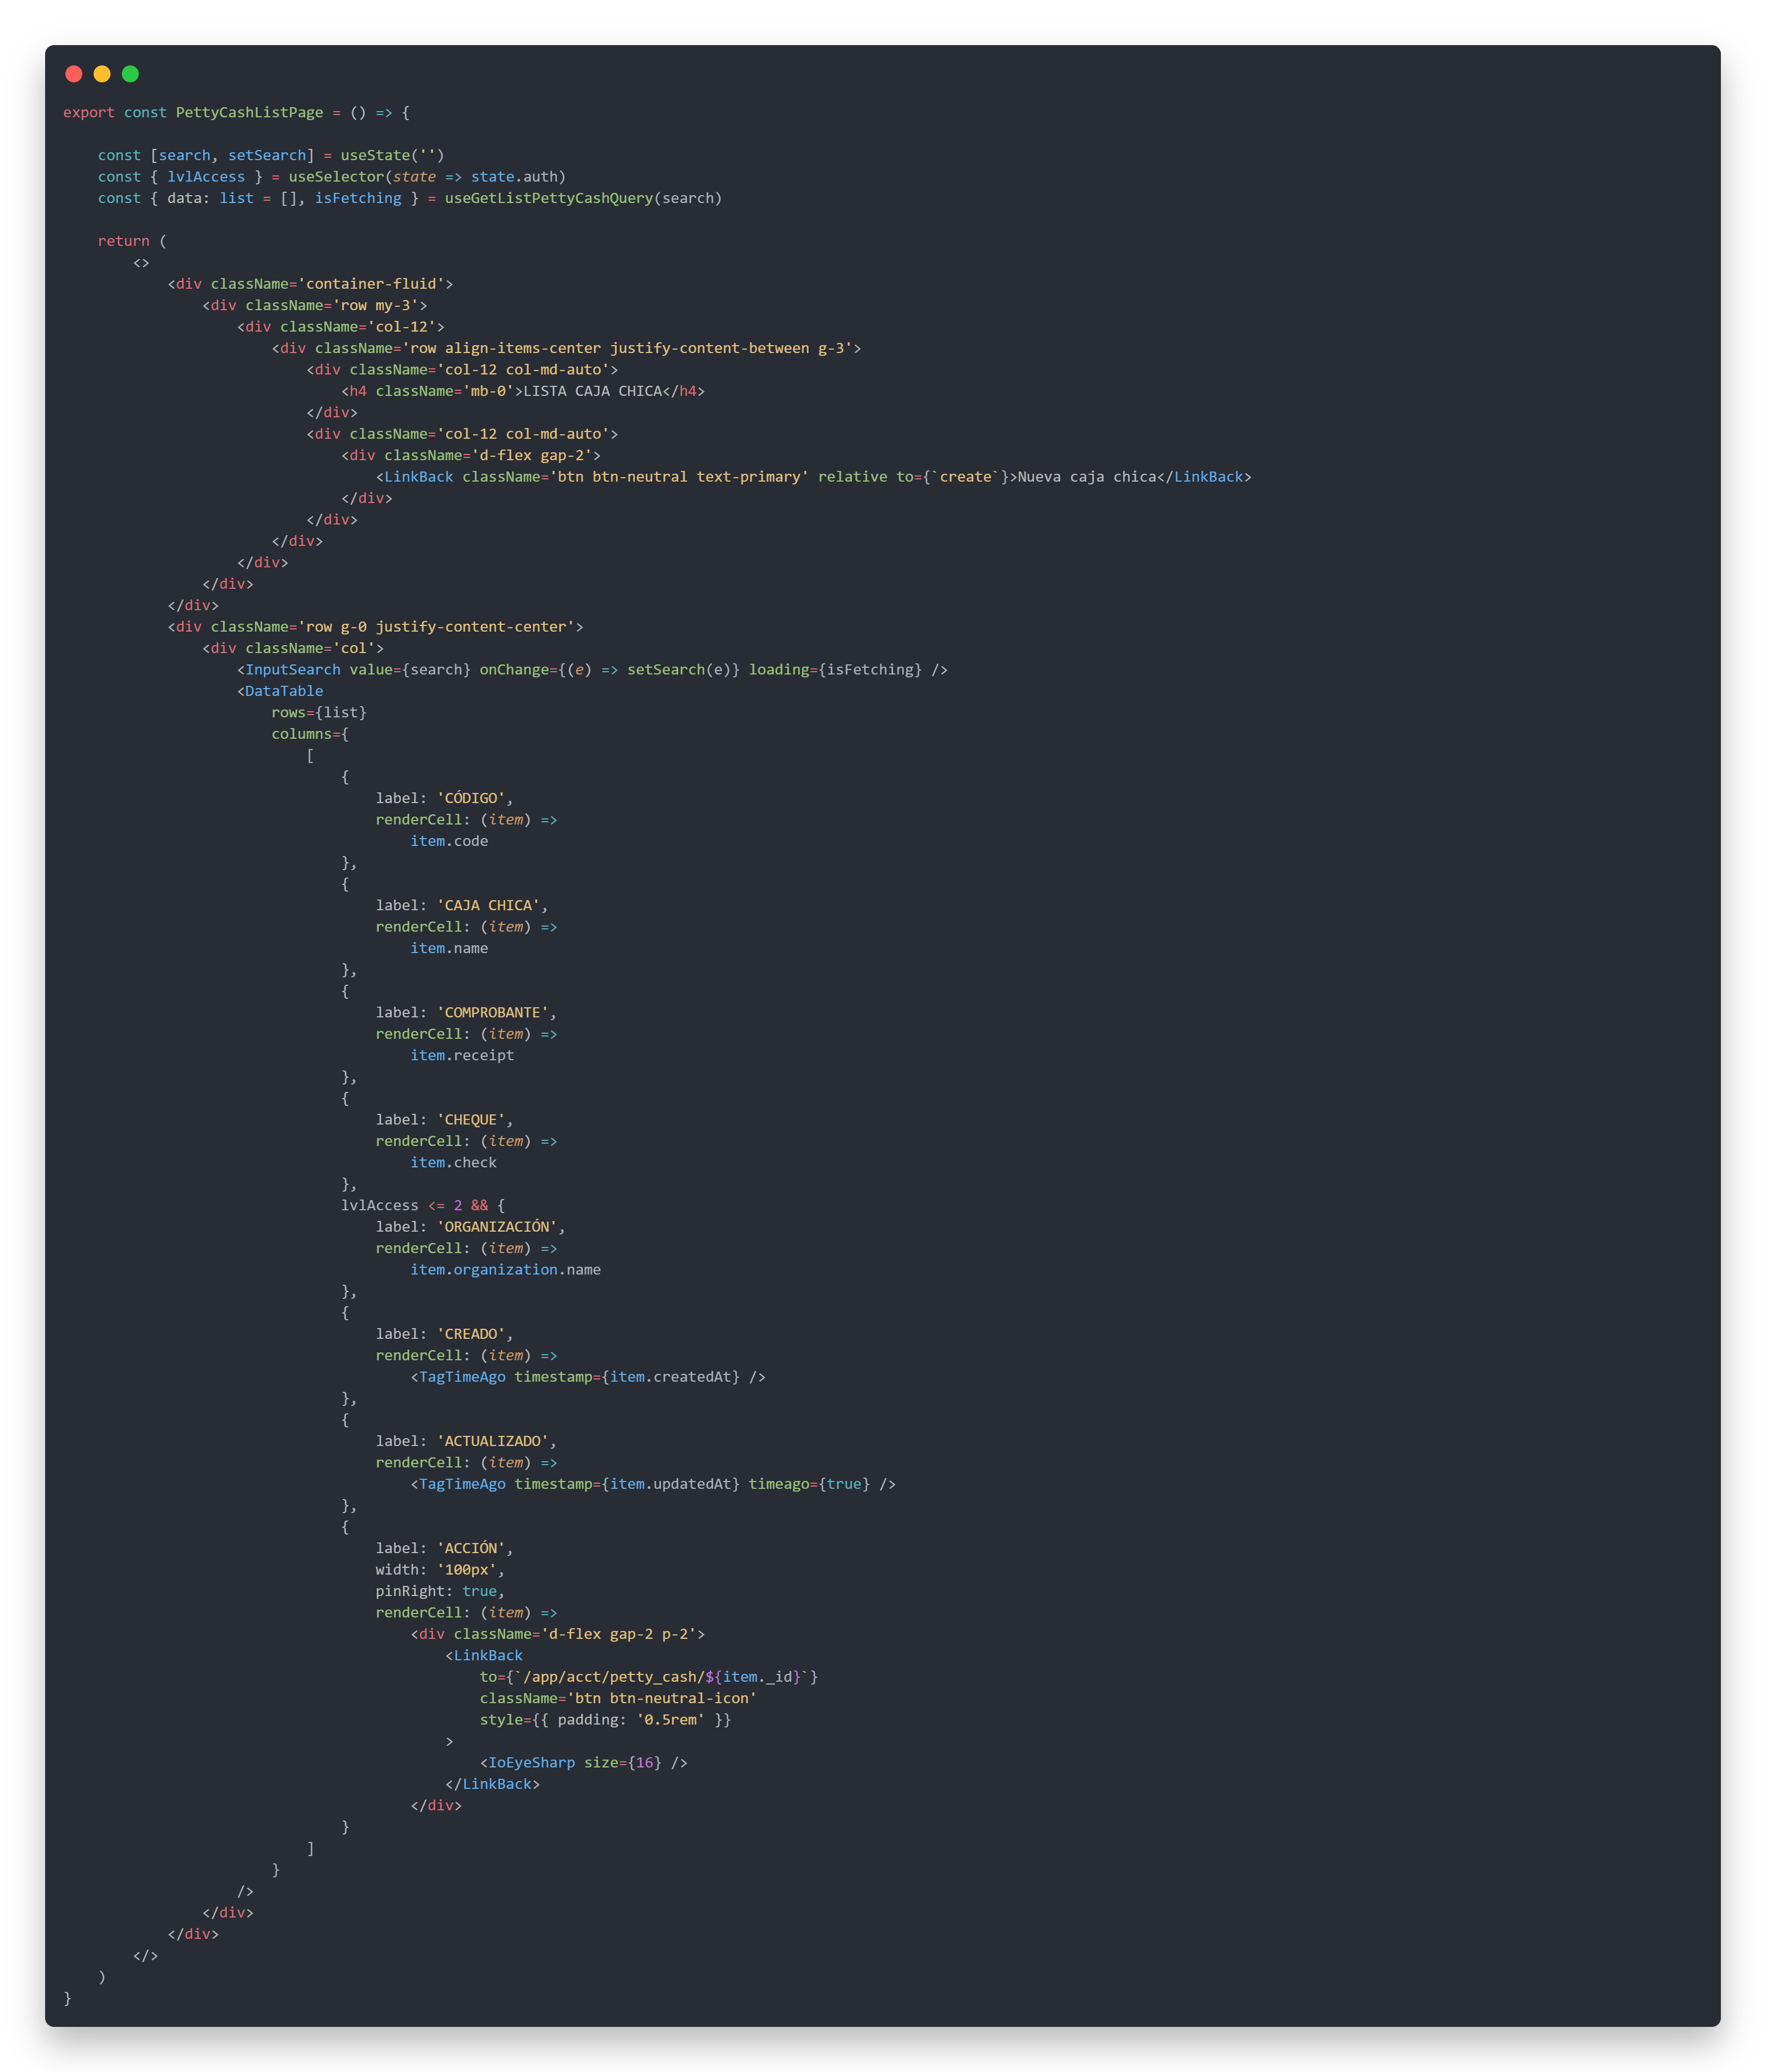 export const PettyCashListPage = () => {

    const [search, setSearch] = useState('')
    const { lvlAccess } = useSelector(state => state.auth)
    const { data: list = [], isFetching } = useGetListPettyCashQuery(search)

    return (
        <>
            <div className='container-fluid'>
                <div className='row my-3'>
                    <div className='col-12'>
                        <div className='row align-items-center justify-content-between g-3'>
                            <div className='col-12 col-md-auto'>
                                <h4 className='mb-0'>LISTA CAJA CHICA</h4>
                            </div>
                            <div className='col-12 col-md-auto'>
                                <div className='d-flex gap-2'>
                                    <LinkBack className='btn btn-neutral text-primary' relative to={`create`}>Nueva caja chica</LinkBack>
                                </div>
                            </div>
                        </div>
                    </div>
                </div>
            </div>
            <div className='row g-0 justify-content-center'>
                <div className='col'>
                    <InputSearch value={search} onChange={(e) => setSearch(e)} loading={isFetching} />
                    <DataTable
                        rows={list}
                        columns={
                            [
                                {
                                    label: 'CÓDIGO',
                                    renderCell: (item) =>
                                        item.code
                                },
                                {
                                    label: 'CAJA CHICA',
                                    renderCell: (item) =>
                                        item.name
                                },
                                {
                                    label: 'COMPROBANTE',
                                    renderCell: (item) =>
                                        item.receipt
                                },
                                {
                                    label: 'CHEQUE',
                                    renderCell: (item) =>
                                        item.check
                                },
                                lvlAccess <= 2 && {
                                    label: 'ORGANIZACIÓN',
                                    renderCell: (item) =>
                                        item.organization.name
                                },
                                {
                                    label: 'CREADO',
                                    renderCell: (item) =>
                                        <TagTimeAgo timestamp={item.createdAt} />
                                },
                                {
                                    label: 'ACTUALIZADO',
                                    renderCell: (item) =>
                                        <TagTimeAgo timestamp={item.updatedAt} timeago={true} />
                                },
                                {
                                    label: 'ACCIÓN',
                                    width: '100px',
                                    pinRight: true,
                                    renderCell: (item) =>
                                        <div className='d-flex gap-2 p-2'>
                                            <LinkBack
                                                to={`/app/acct/petty_cash/${item._id}`}
                                                className='btn btn-neutral-icon'
                                                style={{ padding: '0.5rem' }}
                                            >
                                                <IoEyeSharp size={16} />
                                            </LinkBack>
                                        </div>
                                }
                            ]
                        }
                    />
                </div>
            </div>
        </>
    )
}